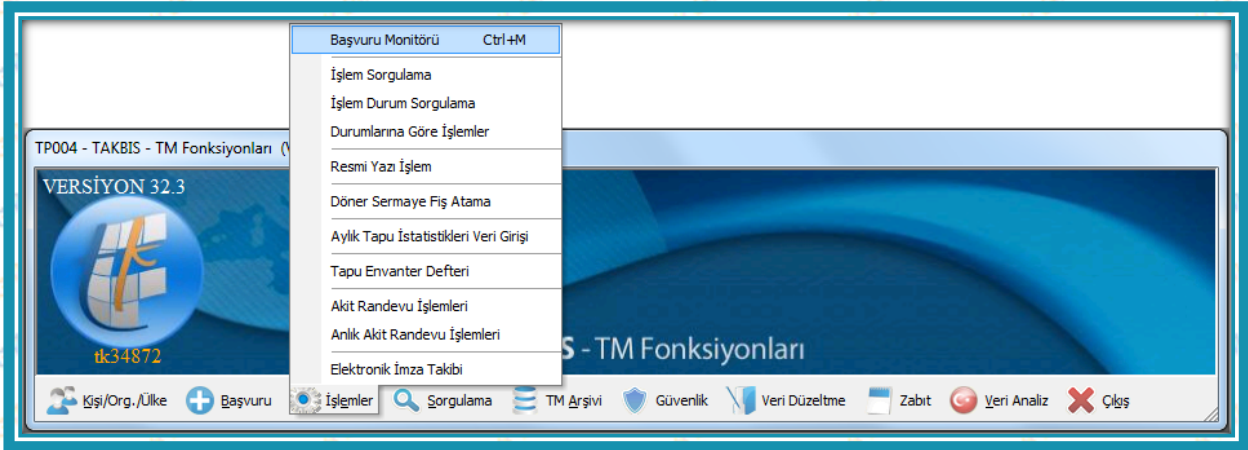 Başvuru Monitörü Ctrl+M
İşlem Sorgulama
İşlem Durum Sorgulama
Durumlarına Göre İşlemler
Resmi Yazı İşlem
Döner Sermaye Fiş Atama
Aylık Tapu İstatistikleri Veri Girişi
Tapu Envanter Defteri
Akit Randevu İşlemleri
Anlık Akit Randevu İşlemleri
Elektronik İmza Takibi
TP004 - TAKBIS - TM Fonksiyonları
VERSİYON 32.3
tk34872
S - TM Fonksiyonları
Kişi/Org./Ülke Başvuru İşlemler Sorgulama TM Arşivi Güvenlik Veri Düzeltme Zabıt Veri Analiz Çıkış